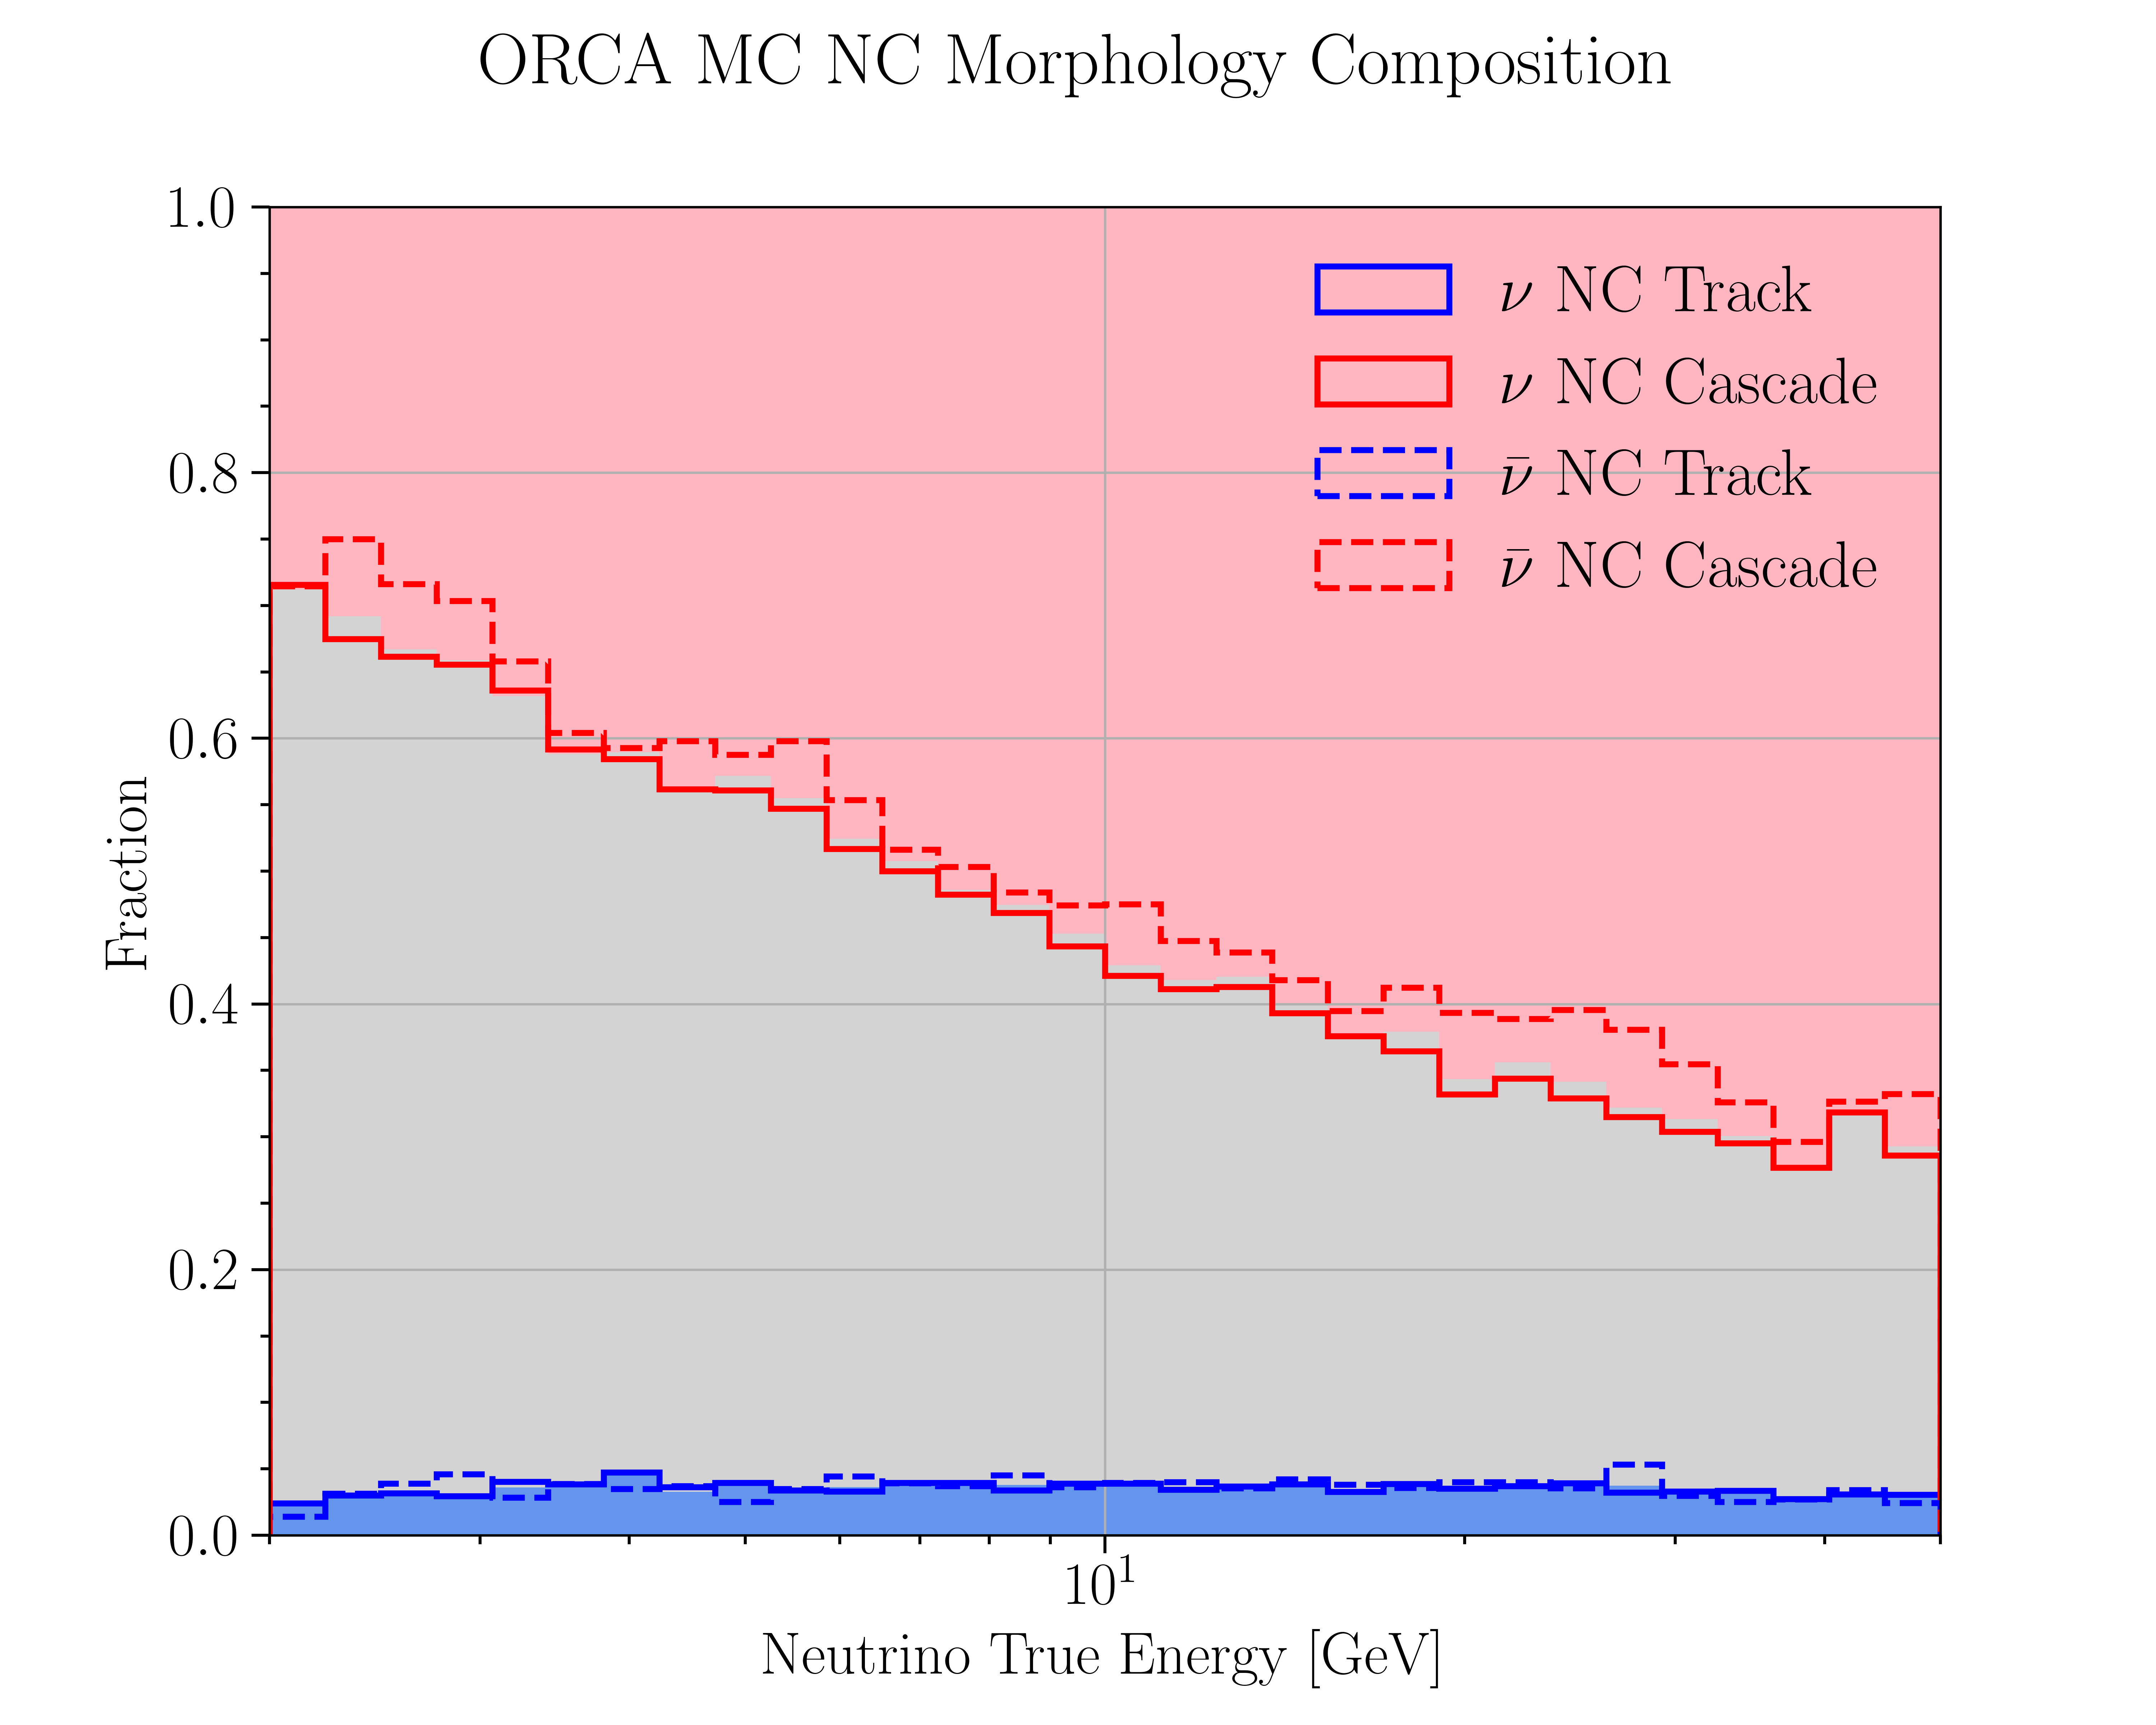 ORCA MC NC Morphology Composition
1.0
0.8
0.6
0.4
0.2
0.0
Fraction
ν NC Track
ν NC Cascade
ν̄ NC Track
ν̄ NC Cascade
10¹
Neutrino True Energy [GeV]